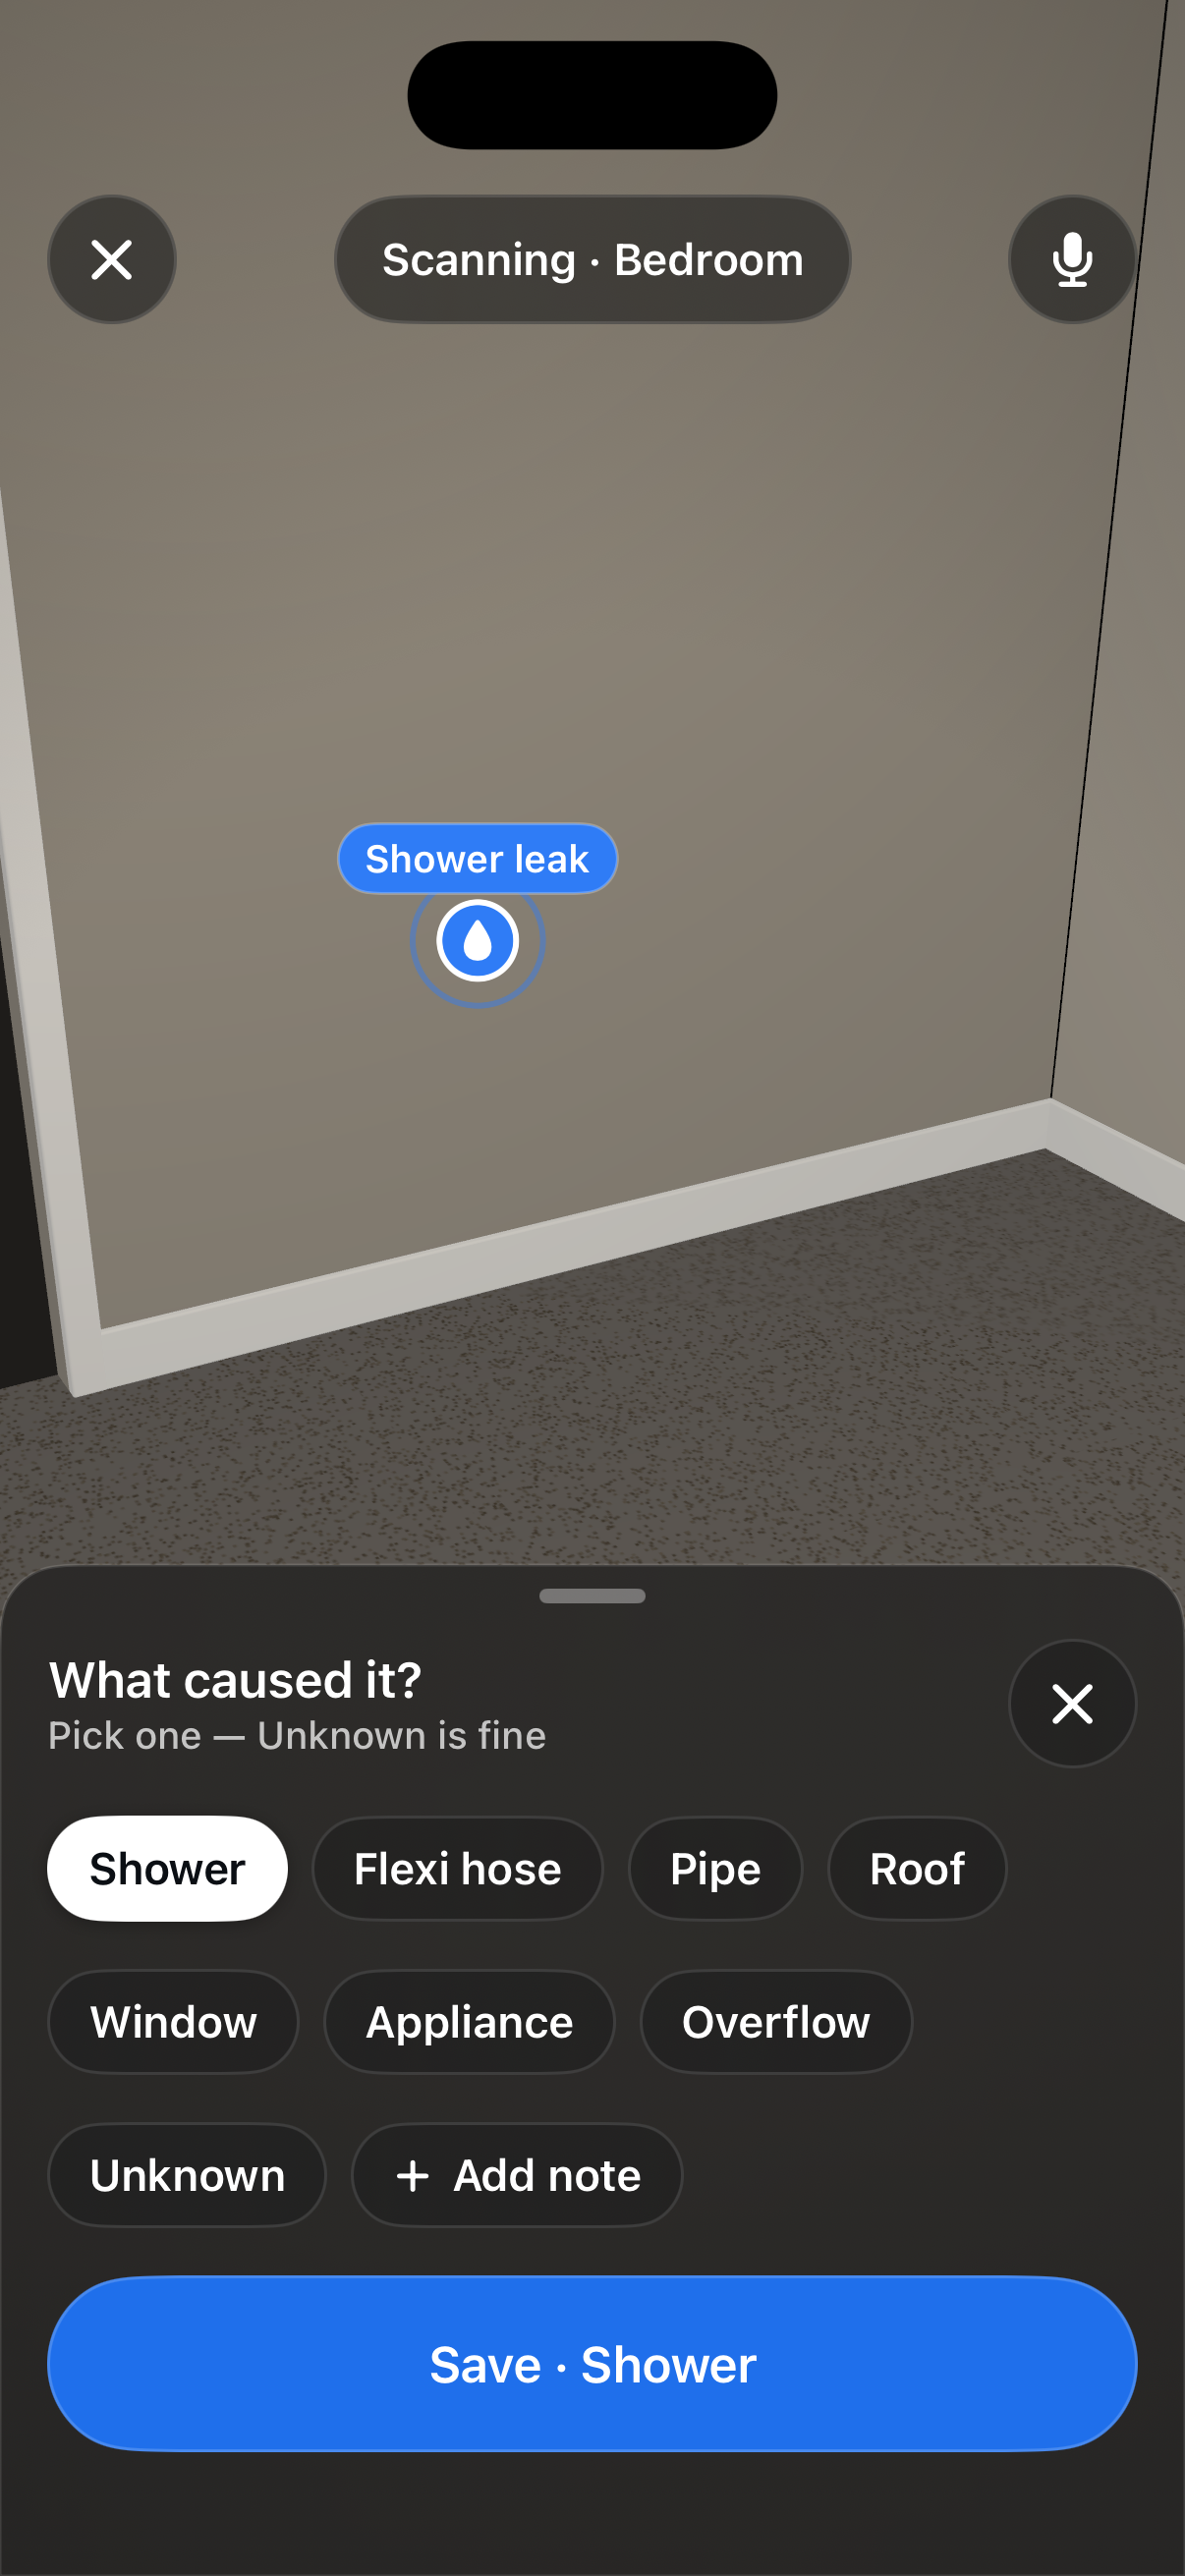 Scanning · Bedroom
Shower leak
What caused it?
Pick one — Unknown is fine
Shower
Flexi hose
Pipe
Roof
Window
Appliance
Overflow
Unknown
+ Add note
Save · Shower